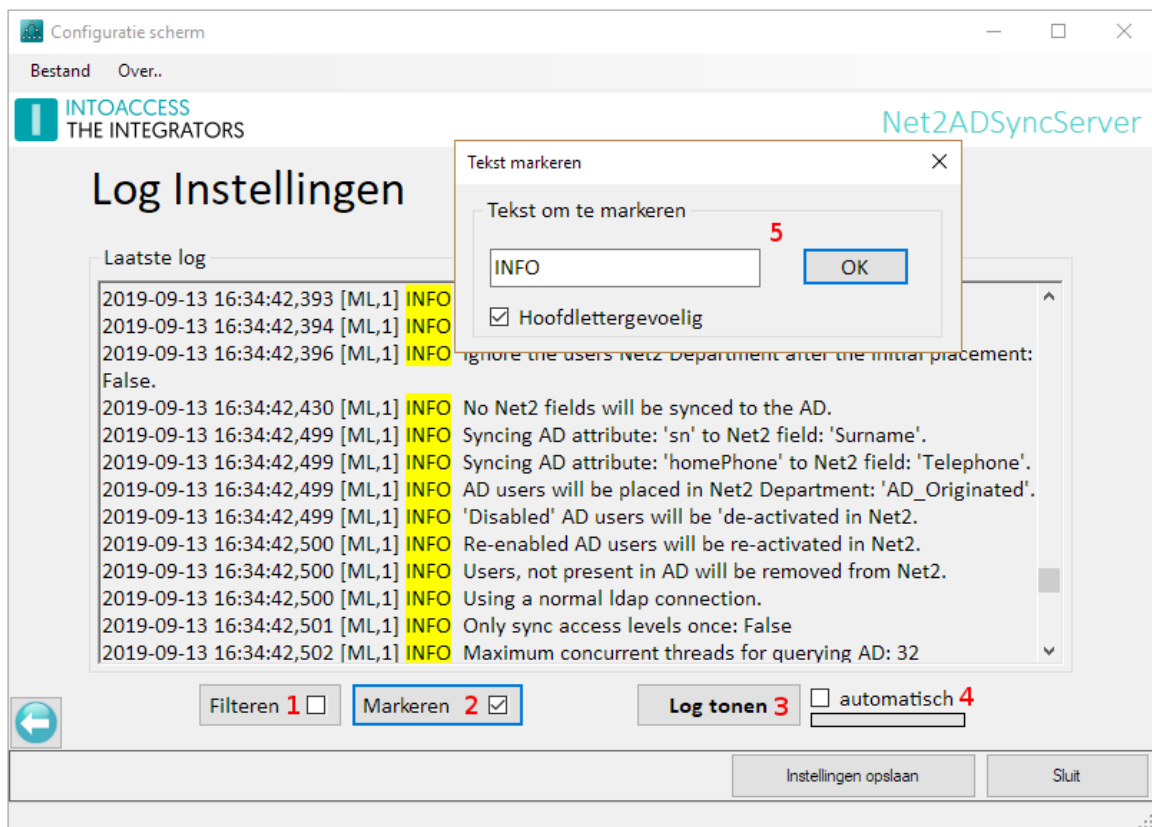 Configuratie scherm
Bestand Over..
INTOACCESS
THE INTEGRATORS
Net2ADSyncServer
Log Instellingen
Tekst markeren
Tekst om te markeren
5
INFO
OK
Hoofdlettergevoelig
Laatste log
2019-09-13 16:34:42,393 [ML,1] INFO
2019-09-13 16:34:42,394 [ML,1] INFO
2019-09-13 16:34:42,396 [ML,1] INFO Ignore the users Net2 Department after the initial placement:
False.
2019-09-13 16:34:42,430 [ML,1] INFO No Net2 fields will be synced to the AD.
2019-09-13 16:34:42,499 [ML,1] INFO Syncing AD attribute: 'sn' to Net2 field: 'Surname'.
2019-09-13 16:34:42,499 [ML,1] INFO Syncing AD attribute: 'homePhone' to Net2 field: 'Telephone'.
2019-09-13 16:34:42,499 [ML,1] INFO AD users will be placed in Net2 Department: 'AD_Originated'.
2019-09-13 16:34:42,499 [ML,1] INFO 'Disabled' AD users will be 'de-activated in Net2.
2019-09-13 16:34:42,500 [ML,1] INFO Re-enabled AD users will be re-activated in Net2.
2019-09-13 16:34:42,500 [ML,1] INFO Users, not present in AD will be removed from Net2.
2019-09-13 16:34:42,500 [ML,1] INFO Using a normal ldap connection.
2019-09-13 16:34:42,501 [ML,1] INFO Only sync access levels once: False
2019-09-13 16:34:42,502 [ML,1] INFO Maximum concurrent threads for querying AD: 32
Filteren 1 Markeren 2 Log tonen 3 automatisch 4
Instellingen opslaan Sluit